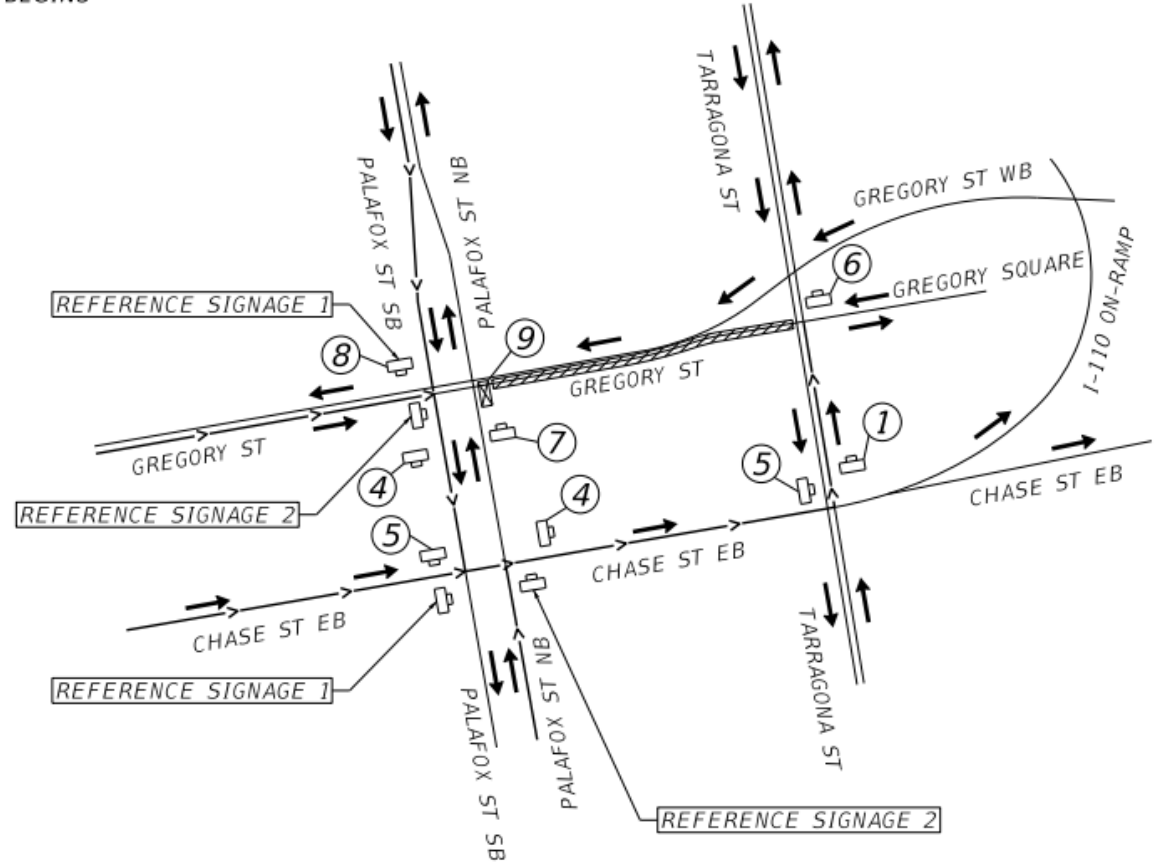 BEGINS
TARRAGONA ST
PALAFOX ST SB
PALAFOX ST NB
GREGORY ST WB
I-110 ON-RAMP
6
GREGORY SQUARE
REFERENCE SIGNAGE 1
8
9
GREGORY ST
GREGORY ST
7
1
4
5
4
REFERENCE SIGNAGE 2
5
CHASE ST EB
CHASE ST EB
CHASE ST EB
REFERENCE SIGNAGE 1
PALAFOX ST SB
PALAFOX ST NB
TARRAGONA ST
REFERENCE SIGNAGE 2